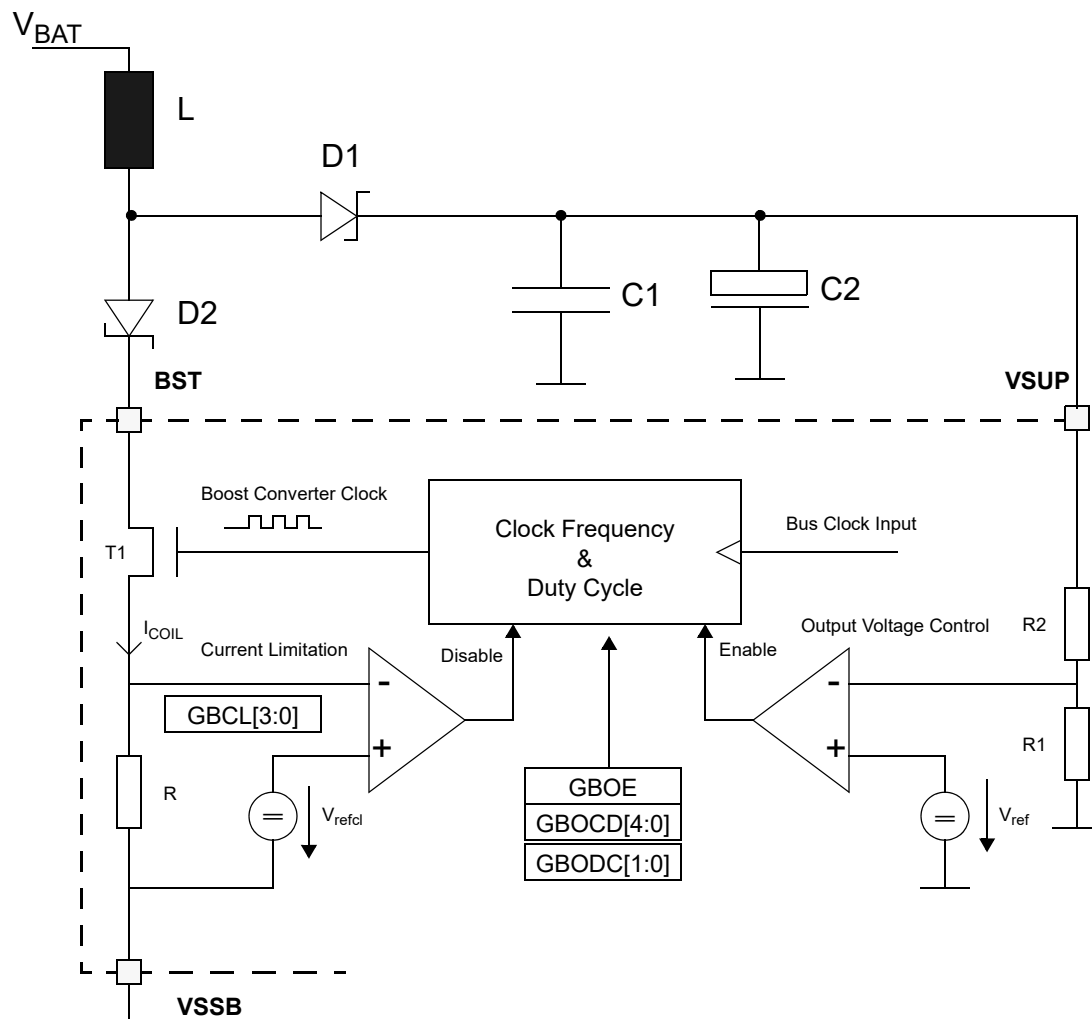 VBAT
L
D1
D2
C1
C2
BST
VSUP
Boost Converter Clock
Clock Frequency
&
Duty Cycle
Bus Clock Input
T1
ICOIL
Current Limitation
Disable
Enable
Output Voltage Control
R2
-
-
GBCL[3:0]
+
+
R1
R
=
Vrefcl
GBOE
GBOCD[4:0]
GBODC[1:0]
=
Vref
VSSB